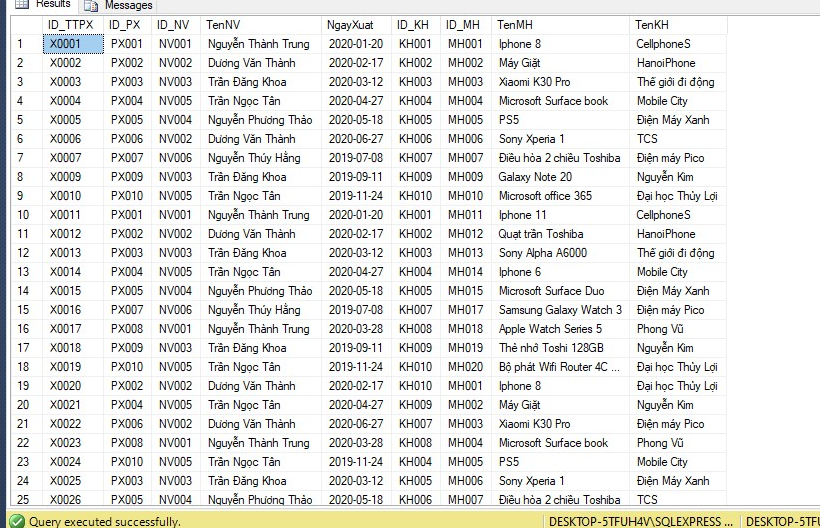 Results Messages
ID_TTPX ID_PX ID_NV TenNV NgayXuat ID_KH ID_MH TenMH TenKH
1 X0001 PX001 NV001 Nguyễn Thành Trung 2020-01-20 KH001 MH001 Iphone 8 CellphoneS
2 X0002 PX002 NV002 Dương Văn Thành 2020-02-17 KH002 MH002 Máy Giặt HanoiPhone
3 X0003 PX003 NV003 Trần Đăng Khoa 2020-03-12 KH003 MH003 Xiaomi K30 Pro Thế giới di động
4 X0004 PX004 NV005 Trần Ngọc Tân 2020-04-27 KH004 MH004 Microsoft Surface book Mobile City
5 X0005 PX005 NV004 Nguyễn Phương Thảo 2020-05-18 KH005 MH005 PS5 Điện Máy Xanh
6 X0006 PX006 NV002 Dương Văn Thành 2020-06-27 KH006 MH006 Sony Xperia 1 TCS
7 X0007 PX007 NV006 Nguyễn Thúy Hằng 2019-07-08 KH007 MH007 Điều hòa 2 chiều Toshiba Điện máy Pico
8 X0009 PX009 NV003 Trần Đăng Khoa 2019-09-11 KH009 MH009 Galaxy Note 20 Nguyễn Kim
9 X0010 PX010 NV005 Trần Ngọc Tân 2019-11-24 KH010 MH010 Microsoft office 365 Đại học Thủy Lợi
10 X0011 PX001 NV001 Nguyễn Thành Trung 2020-01-20 KH001 MH011 Iphone 11 CellphoneS
11 X0012 PX002 NV002 Dương Văn Thành 2020-02-17 KH002 MH012 Quạt trần Toshiba HanoiPhone
12 X0013 PX003 NV003 Trần Đăng Khoa 2020-03-12 KH003 MH013 Sony Alpha A6000 Thế giới di động
13 X0014 PX004 NV005 Trần Ngọc Tân 2020-04-27 KH004 MH014 Iphone 6 Mobile City
14 X0015 PX005 NV004 Nguyễn Phương Thảo 2020-05-18 KH005 MH015 Microsoft Surface Duo Điện Máy Xanh
15 X0016 PX007 NV006 Nguyễn Thúy Hằng 2019-07-08 KH007 MH017 Samsung Galaxy Watch 3 Điện máy Pico
16 X0017 PX008 NV001 Nguyễn Thành Trung 2020-03-28 KH008 MH018 Apple Watch Series 5 Phong Vũ
17 X0018 PX009 NV003 Trần Đăng Khoa 2019-09-11 KH009 MH019 Thẻ nhớ Toshi 128GB Nguyễn Kim
18 X0019 PX010 NV005 Trần Ngọc Tân 2019-11-24 KH010 MH020 Bộ phát Wifi Router 4C ... Đại học Thủy Lợi
19 X0020 PX002 NV002 Dương Văn Thành 2020-02-17 KH010 MH001 Iphone 8 Đại học Thủy Lợi
20 X0021 PX004 NV005 Trần Ngọc Tân 2020-04-27 KH009 MH002 Máy Giặt Nguyễn Kim
21 X0022 PX006 NV002 Dương Văn Thành 2020-06-27 KH007 MH003 Xiaomi K30 Pro Điện máy Pico
22 X0023 PX008 NV001 Nguyễn Thành Trung 2020-03-28 KH008 MH004 Microsoft Surface book Phong Vũ
23 X0024 PX010 NV005 Trần Ngọc Tân 2019-11-24 KH004 MH005 PS5 Mobile City
24 X0025 PX003 NV003 Trần Đăng Khoa 2020-03-12 KH005 MH006 Sony Xperia 1 Điện Máy Xanh
25 X0026 PX005 NV004 Nguyễn Phương Thảo 2020-05-18 KH006 MH007 Điều hòa 2 chiều Toshiba TCS
Query executed successfully. DESKTOP-5TFUH4V\SQLEXPRESS ... DESKTOP-5TFU